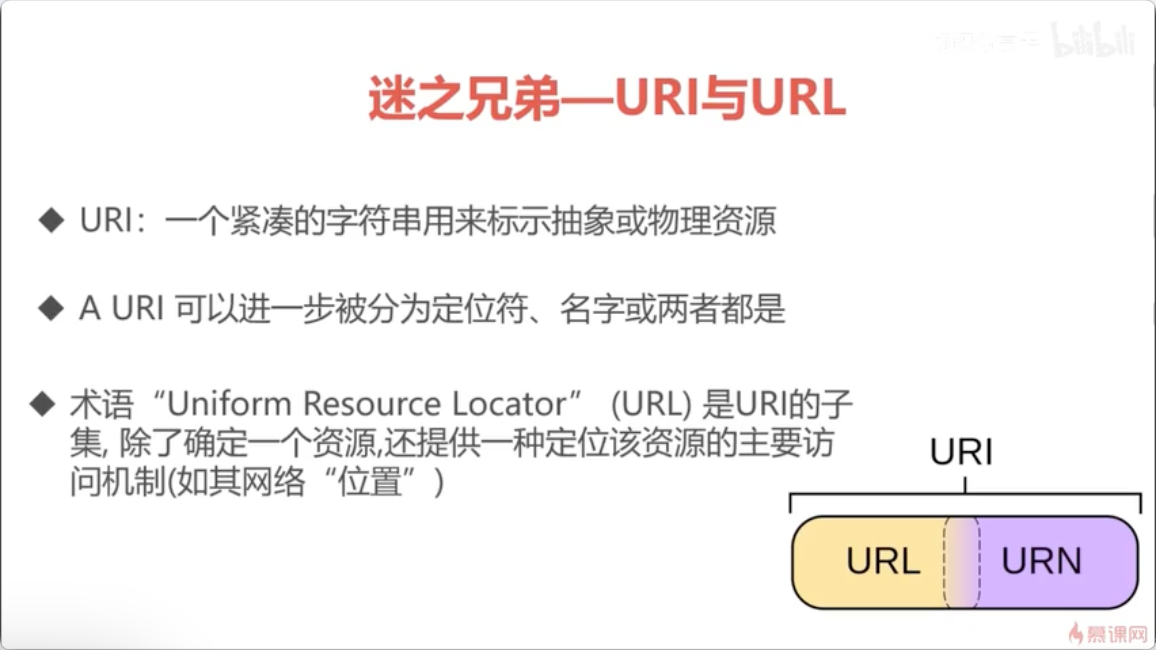 bilibili
迷之兄弟—URI与URL
◆ URI：一个紧凑的字符串用来标示抽象或物理资源
◆ A URI 可以进一步被分为定位符、名字或两者都是
◆ 术语“Uniform Resource Locator” (URL) 是URI的子
集, 除了确定一个资源,还提供一种定位该资源的主要访
问机制(如其网络“位置”)
URI
URL
URN
慕课网